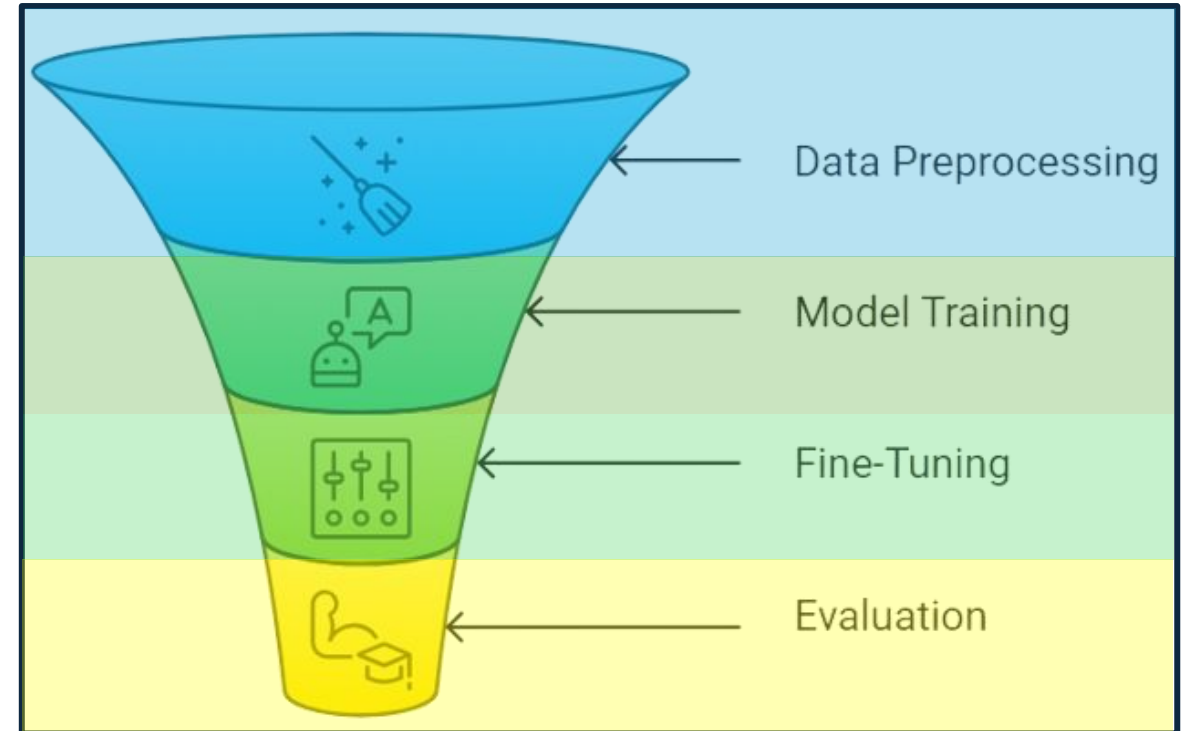 Data Preprocessing
A
Model Training
Fine-Tuning
Evaluation